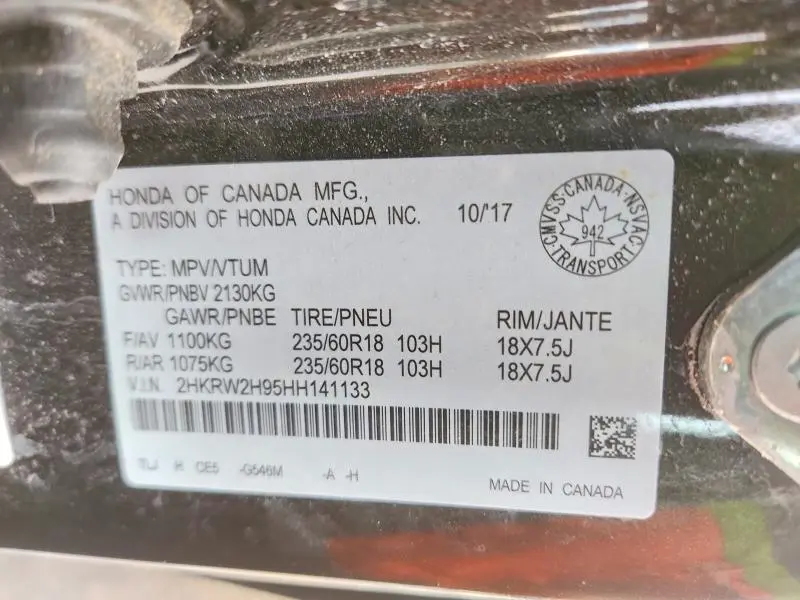 HONDA OF CANADA MFG.,
A DIVISION OF HONDA CANADA INC. 10/'17
CMVSS·CANADA·NSVAC
942
·TRANSPORT·
TYPE: MPV/VTUM
GVWR/PNBV 2130KG
GAWR/PNBE TIRE/PNEU RIM/JANTE
F/AV 1100KG 235/60R18 103H 18X7.5J
R/AR 1075KG 235/60R18 103H 18X7.5J
V.I.N. 2HKRW2H95HH141133
H CE5 -G546M -A -H
MADE IN CANADA